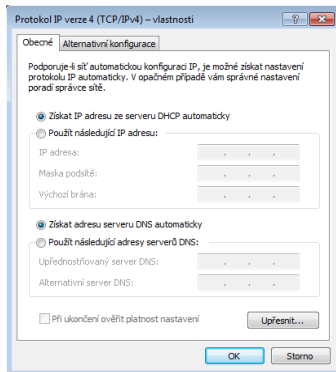 Protokol IP verze 4 (TCP/IPv4) – vlastnosti
Obecné Alternativní konfigurace
Podporuje-li síť automatickou konfiguraci IP, je možné získat nastavení
protokolu IP automaticky. V opačném případě vám správné nastavení
poradí správce sítě.
Získat IP adresu ze serveru DHCP automaticky
Použít následující IP adresu:
IP adresa:
Maska podsítě:
Výchozí brána:
Získat adresu serveru DNS automaticky
Použít následující adresy serverů DNS:
Upřednostňovaný server DNS:
Alternativní server DNS:
Při ukončení ověřit platnost nastavení
Upřesnit...
OK Storno